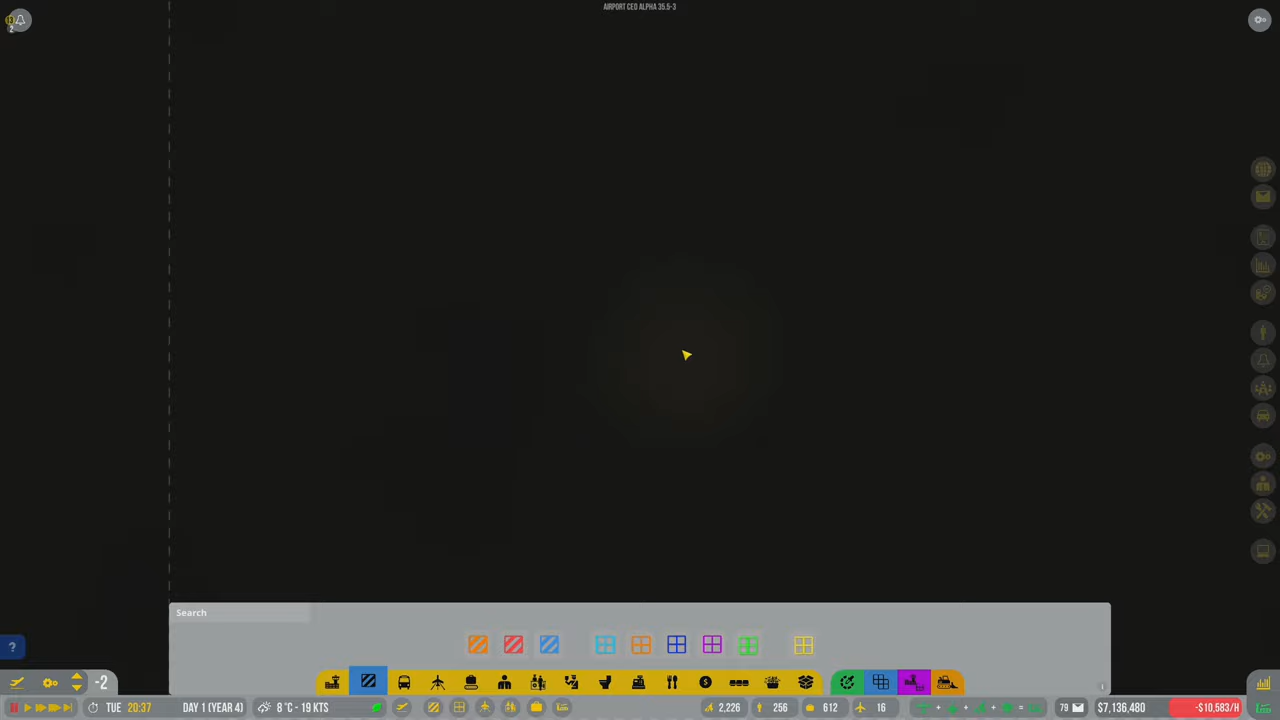 AIRPORT CEO ALPHA 35.5-3
2
Search
?
-2
TUE 20:37
DAY 1 (YEAR 4)
8 °C - 19 KTS
2,226
256
612
16
79
$7,136,480
-$10,583/H